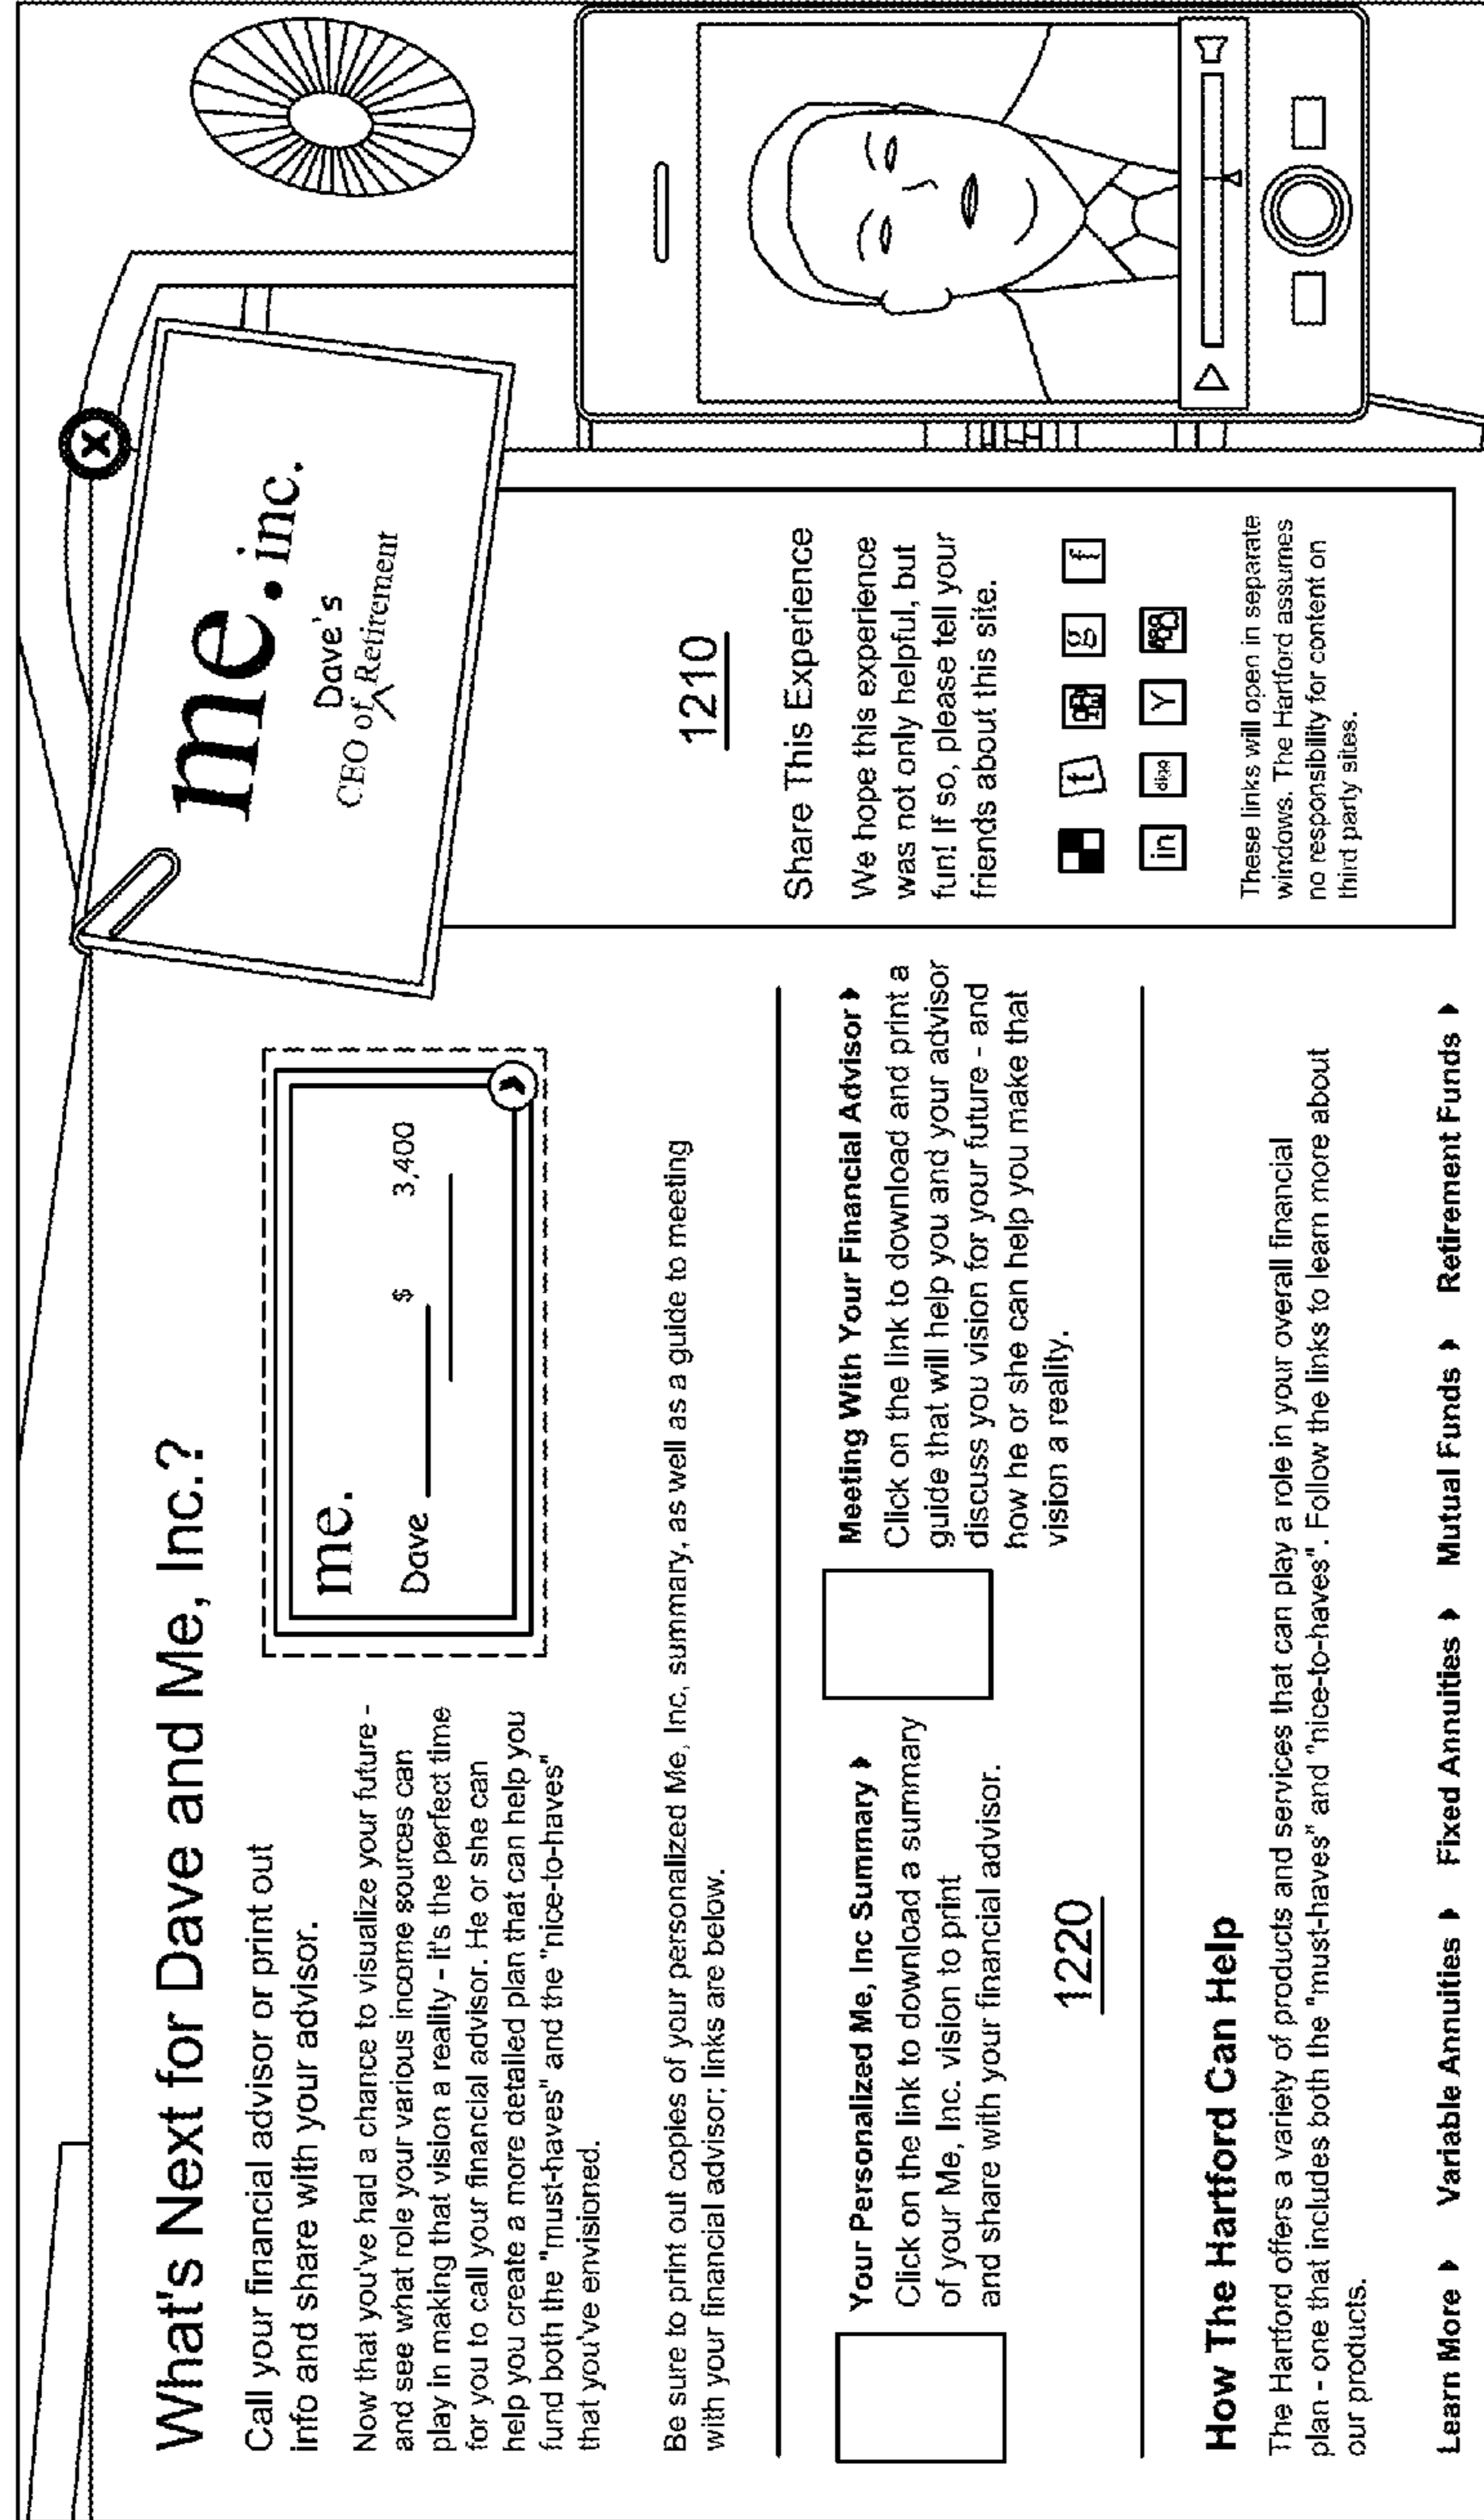 What's Next for Dave and Me, Inc.?
Call your financial advisor or print out
info and share with your advisor.
Now that you've had a chance to visualize your future -
and see what role your various income sources can
play in making that vision a reality - it's the perfect time
for you to call your financial advisor. He or she can
help you create a more detailed plan that can help you
fund both the "must-haves" and the "nice-to-haves"
that you've envisioned.
me.
Dave $ 3,400
Be sure to print out copies of your personalized Me, Inc, summary, as well as a guide to meeting
with your financial advisor; links are below.
Your Personalized Me, Inc Summary
Click on the link to download a summary
of your Me, Inc. vision to print
and share with your financial advisor.
1220
Meeting With Your Financial Advisor
Click on the link to download and print a
guide that will help you and your advisor
discuss you vision for your future - and
how he or she can help you make that
vision a reality.
How The Hartford Can Help
The Hartford offers a variety of products and services that can play a role in your overall financial
plan - one that includes both the "must-haves" and "nice-to-haves". Follow the links to learn more about
our products.
Learn More Variable Annuities Fixed Annuities Mutual Funds Retirement Funds
me.inc.
Dave's
CEO of Retirement
X
1210
Share This Experience
We hope this experience
was not only helpful, but
fun! If so, please tell your
friends about this site.
t g f
in digg Y
These links will open in separate
windows. The Hartford assumes
no responsibility for content on
third party sites.